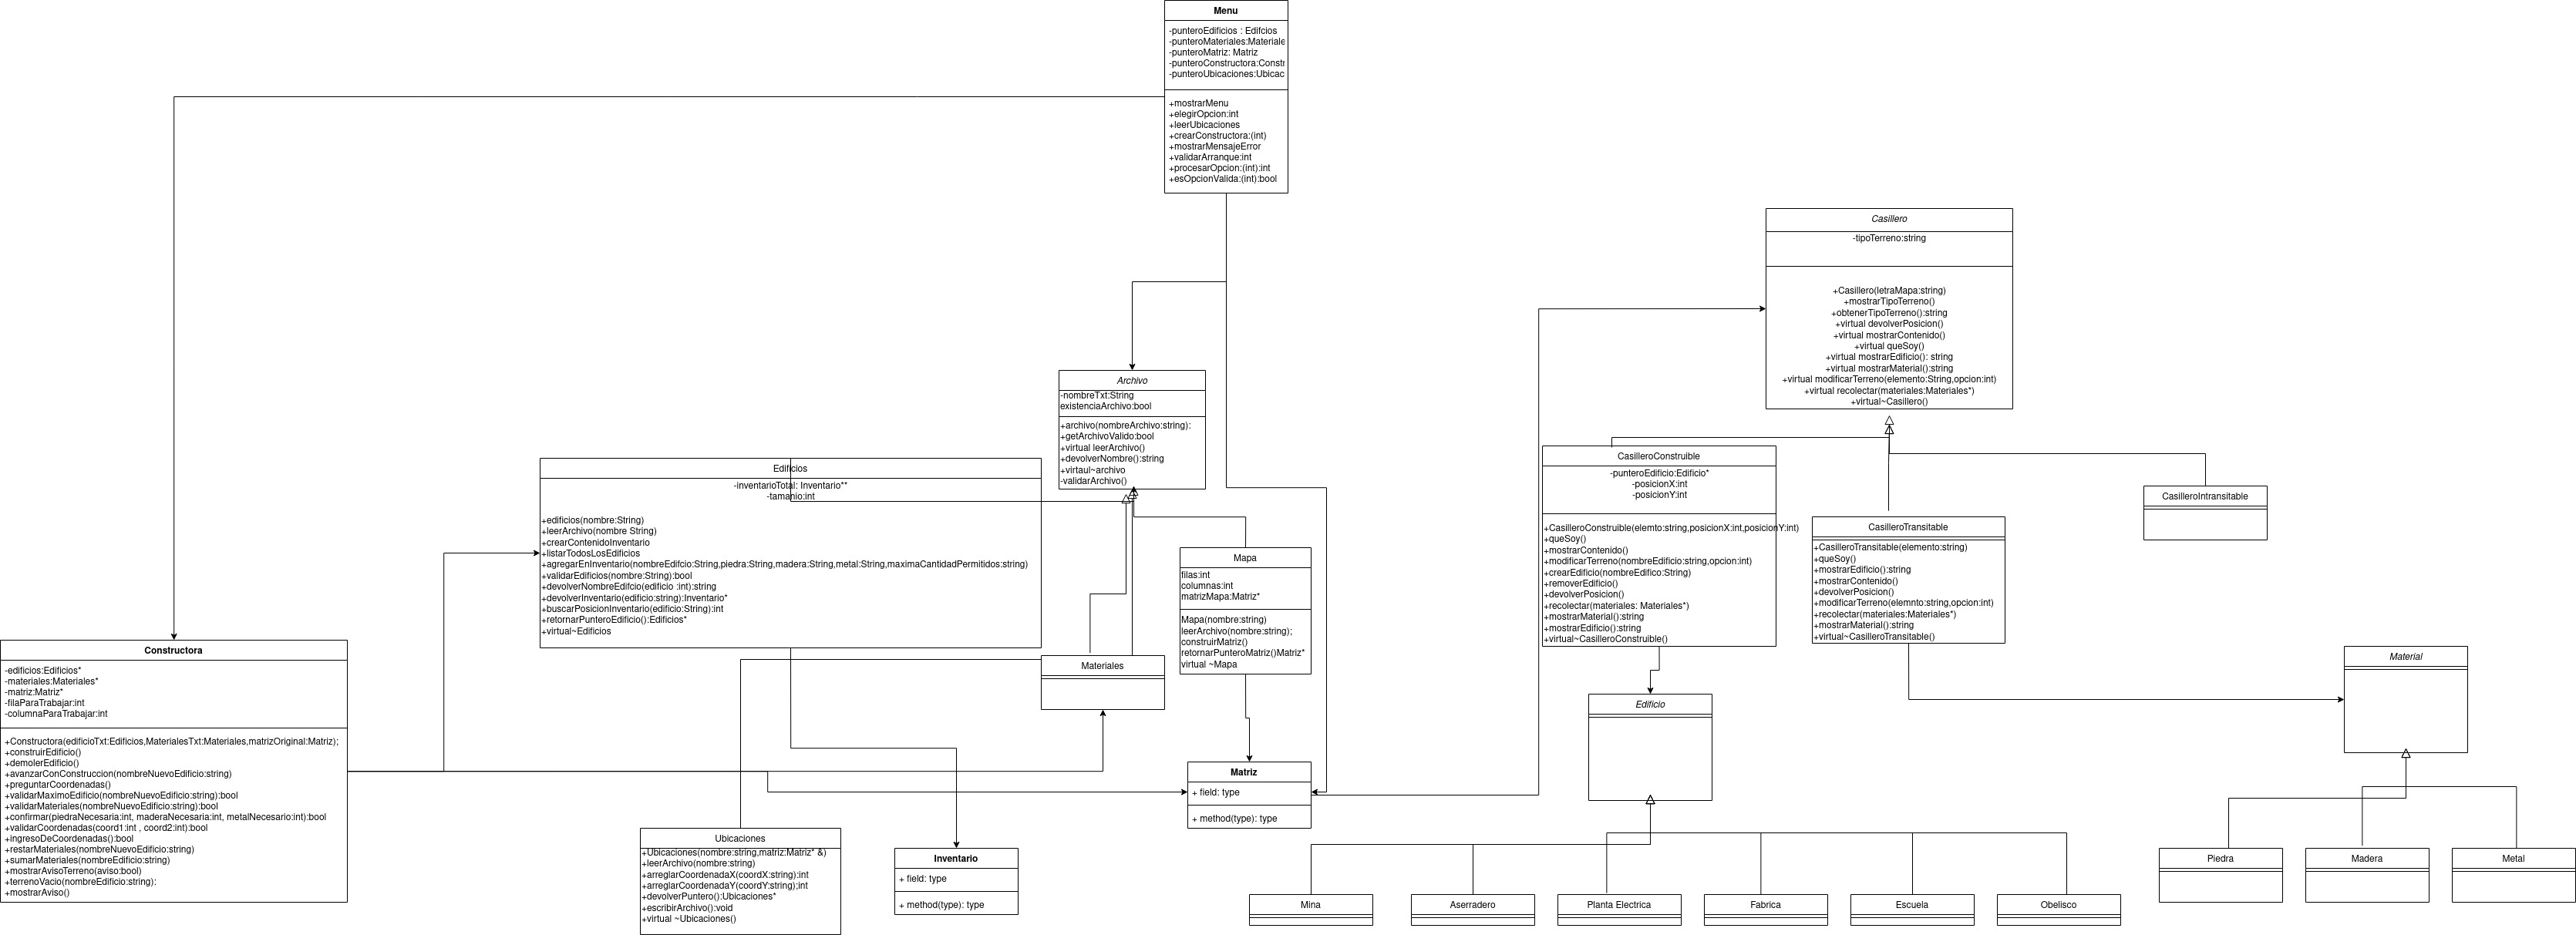 Menu
-punteroEdificios : Edifcios
-punteroMateriales:Materiale
-punteroMatriz: Matriz
-punteroConstructora:Constr
-punteroUbicaciones:Ubicac
+mostrarMenu
+elegirOpcion:int
+leerUbicaciones
+crearConstructora:(int)
+mostrarMensajeError
+validarArranque:int
+procesarOpcion:(int):int
+esOpcionValida:(int):bool
Casillero
-tipoTerreno:string
+Casillero(letraMapa:string)
+mostrarTipoTerreno()
+obtenerTipoTerreno():string
+virtual devolverPosicion()
+virtual mostrarContenido()
+virtual queSoy()
+virtual mostrarEdificio(): string
+virtual mostrarMaterial():string
+virtual modificarTerreno(elemento:String,opcion:int)
+virtual recolectar(materiales:Materiales*)
+virtual~Casillero()
Archivo
-nombreTxt:String
existenciaArchivo:bool
+archivo(nombreArchivo:string):
+getArchivoValido:bool
+virtual leerArchivo()
+devolverNombre():string
+virtaul~archivo
-validarArchivo()
Edificios
-inventarioTotal: Inventario**
-tamanio:int
+edificios(nombre:String)
+leerArchivo(nombre String)
+crearContenidoInventario
+listarTodosLosEdificios
+agregarEnInventario(nombreEdifcio:String,piedra:String,madera:String,metal:String,maximaCantidadPermitidos:string)
+validarEdificios(nombre:String):bool
+devolverNombreEdifcio(edificio :int):string
+devolverInventario(edificio:string):Inventario*
+buscarPosicionInventario(edificio:String):int
+retornarPunteroEdificio():Edificios*
+virtual~Edificios
CasilleroConstruible
-punteroEdificio:Edificio*
-posicionX:int
-posicionY:int
+CasilleroConstruible(elemto:string,posicionX:int,posicionY:int)
+queSoy()
+mostrarContenido()
+modificarTerreno(nombreEdificio:string,opcion:int)
+crearEdificio(nombreEdifico:String)
+removerEdificio()
+devolverPosicion()
+recolectar(materiales: Materiales*)
+mostrarMaterial():string
+mostrarEdificio():string
+virtual~CasilleroConstruible()
CasilleroTransitable
+CasilleroTransitable(elemento:string)
+queSoy()
+mostrarEdificio():string
+mostrarContenido()
+devolverPosicion()
+modificarTerreno(elemnto:string,opcion:int)
+recolectar(materiales:Materiales*)
+mostrarMaterial():string
+virtual~CasilleroTransitable()
CasilleroIntransitable
Mapa
filas:int
columnas:int
matrizMapa:Matriz*
Mapa(nombre:string)
leerArchivo(nombre:string);
construirMatriz()
retornarPunteroMatriz()Matriz*
virtual ~Mapa
Constructora
-edificios:Edificios*
-materiales:Materiales*
-matriz:Matriz*
-filaParaTrabajar:int
-columnaParaTrabajar:int
+Constructora(edificioTxt:Edificios,MaterialesTxt:Materiales,matrizOriginal:Matriz);
+construirEdificio()
+demolerEdificio()
+avanzarConConstruccion(nombreNuevoEdificio:string)
+preguntarCoordenadas()
+validarMaximoEdificio(nombreNuevoEdificio:string):bool
+validarMateriales(nombreNuevoEdificio:string):bool
+confirmar(piedraNecesaria:int, maderaNecesaria:int, metalNecesario:int):bool
+validarCoordenadas(coord1:int , coord2:int):bool
+ingresoDeCoordenadas():bool
+restarMateriales(nombreNuevoEdificio:string)
+sumarMateriales(nombreEdificio:string)
+mostrarAvisoTerreno(aviso:bool)
+terrenoVacio(nombreEdificio:string):
+mostrarAviso()
Materiales
Material
Edificio
Matriz
+ field: type
+ method(type): type
Ubicaciones
+Ubicaciones(nombre:string,matriz:Matriz* &)
+leerArchivo(nombre:string)
+arreglarCoordenadaX(coordX:string):int
+arreglarCoordenadaY(coordY:string);int
+devolverPuntero();Ubicaciones*
+escribirArchivo():void
+virtual ~Ubicaciones()
Inventario
+ field: type
+ method(type): type
Piedra
Madera
Metal
Mina
Aserradero
Planta Electrica
Fabrica
Escuela
Obelisco